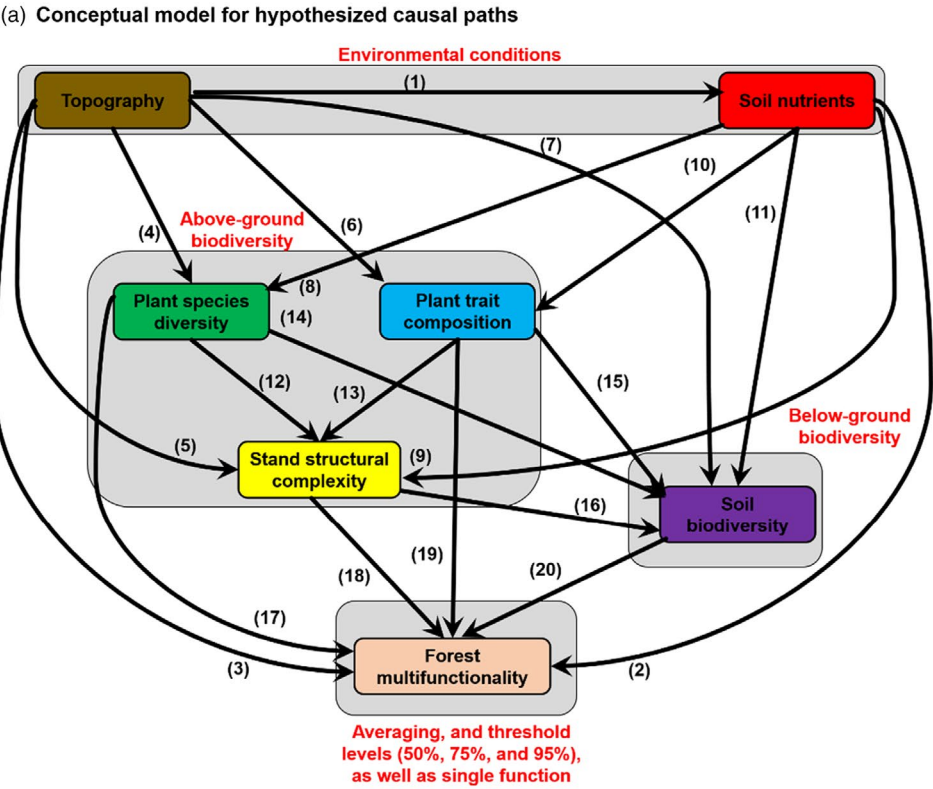 (a) Conceptual model for hypothesized causal paths
Environmental conditions
Topography
(1)
Soil nutrients
(7)
(10)
(11)
Above-ground
biodiversity
(4)
(6)
(8)
Plant species
diversity
(14)
Plant trait
composition
(12)
(13)
(15)
Below-ground
biodiversity
(5)
Stand structural
complexity
(9)
(16)
Soil
biodiversity
(18)
(19)
(20)
(17)
(3)
Forest
multifunctionality
(2)
Averaging, and threshold
levels (50%, 75%, and 95%),
as well as single function